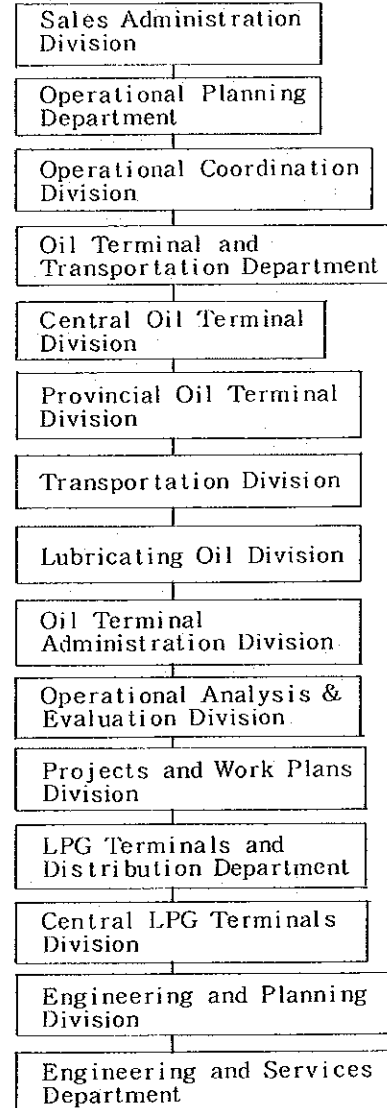 Sales Administration
Division
Operational Planning
Department
Operational Coordination
Division
Oil Terminal and
Transportation Department
Central Oil Terminal
Division
Provincial Oil Terminal
Division
Transportation Division
Lubricating Oil Division
Oil Terminal
Administration Division
Operational Analysis &
Evaluation Division
Projects and Work Plans
Division
LPG Terminals and
Distribution Department
Central LPG Terminals
Division
Engineering and Planning
Division
Engineering and Services
Department